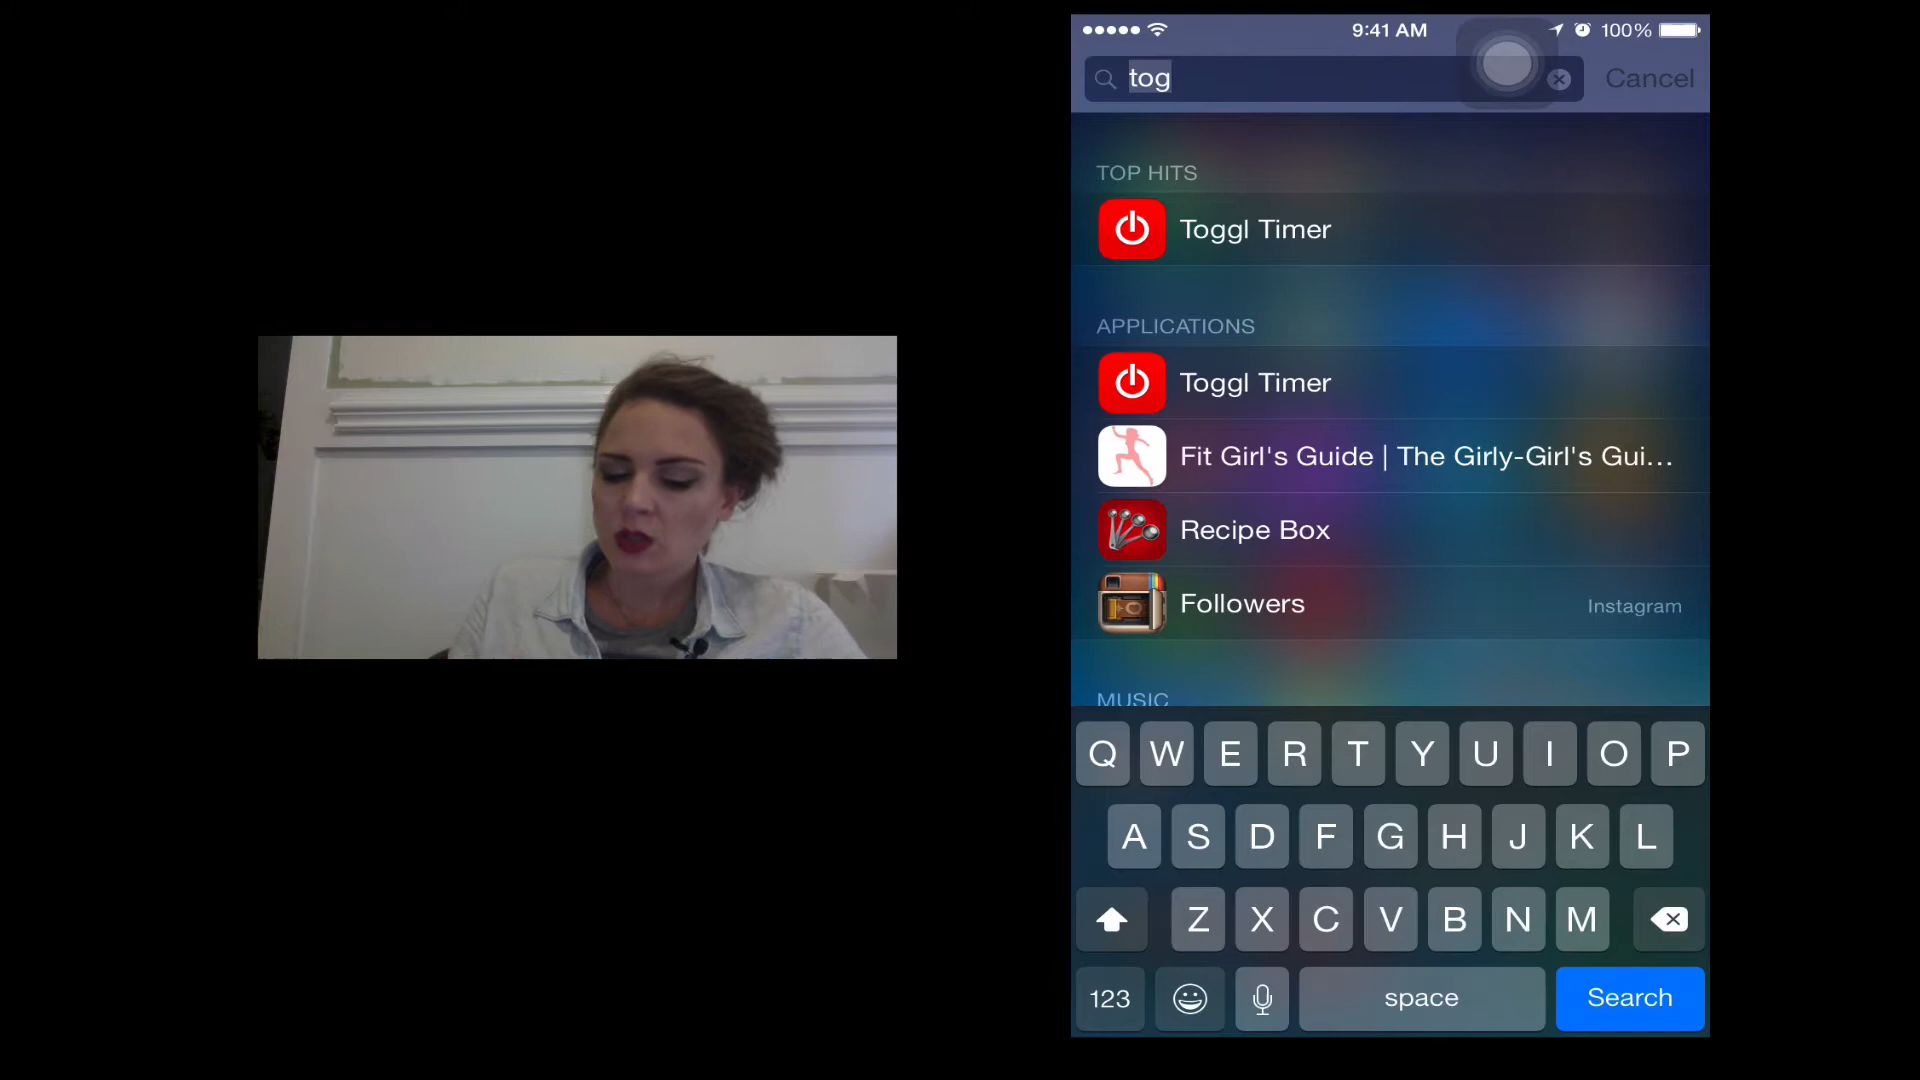 9:41 AM 100%
tog Cancel
TOP HITS
Toggl Timer
APPLICATIONS
Toggl Timer
Fit Girl's Guide | The Girly-Girl's Gui...
Recipe Box
Followers Instagram
MUSIC
Q W E R T Y U I O P
A S D F G H J K L
Z X C V B N M
123 space Search